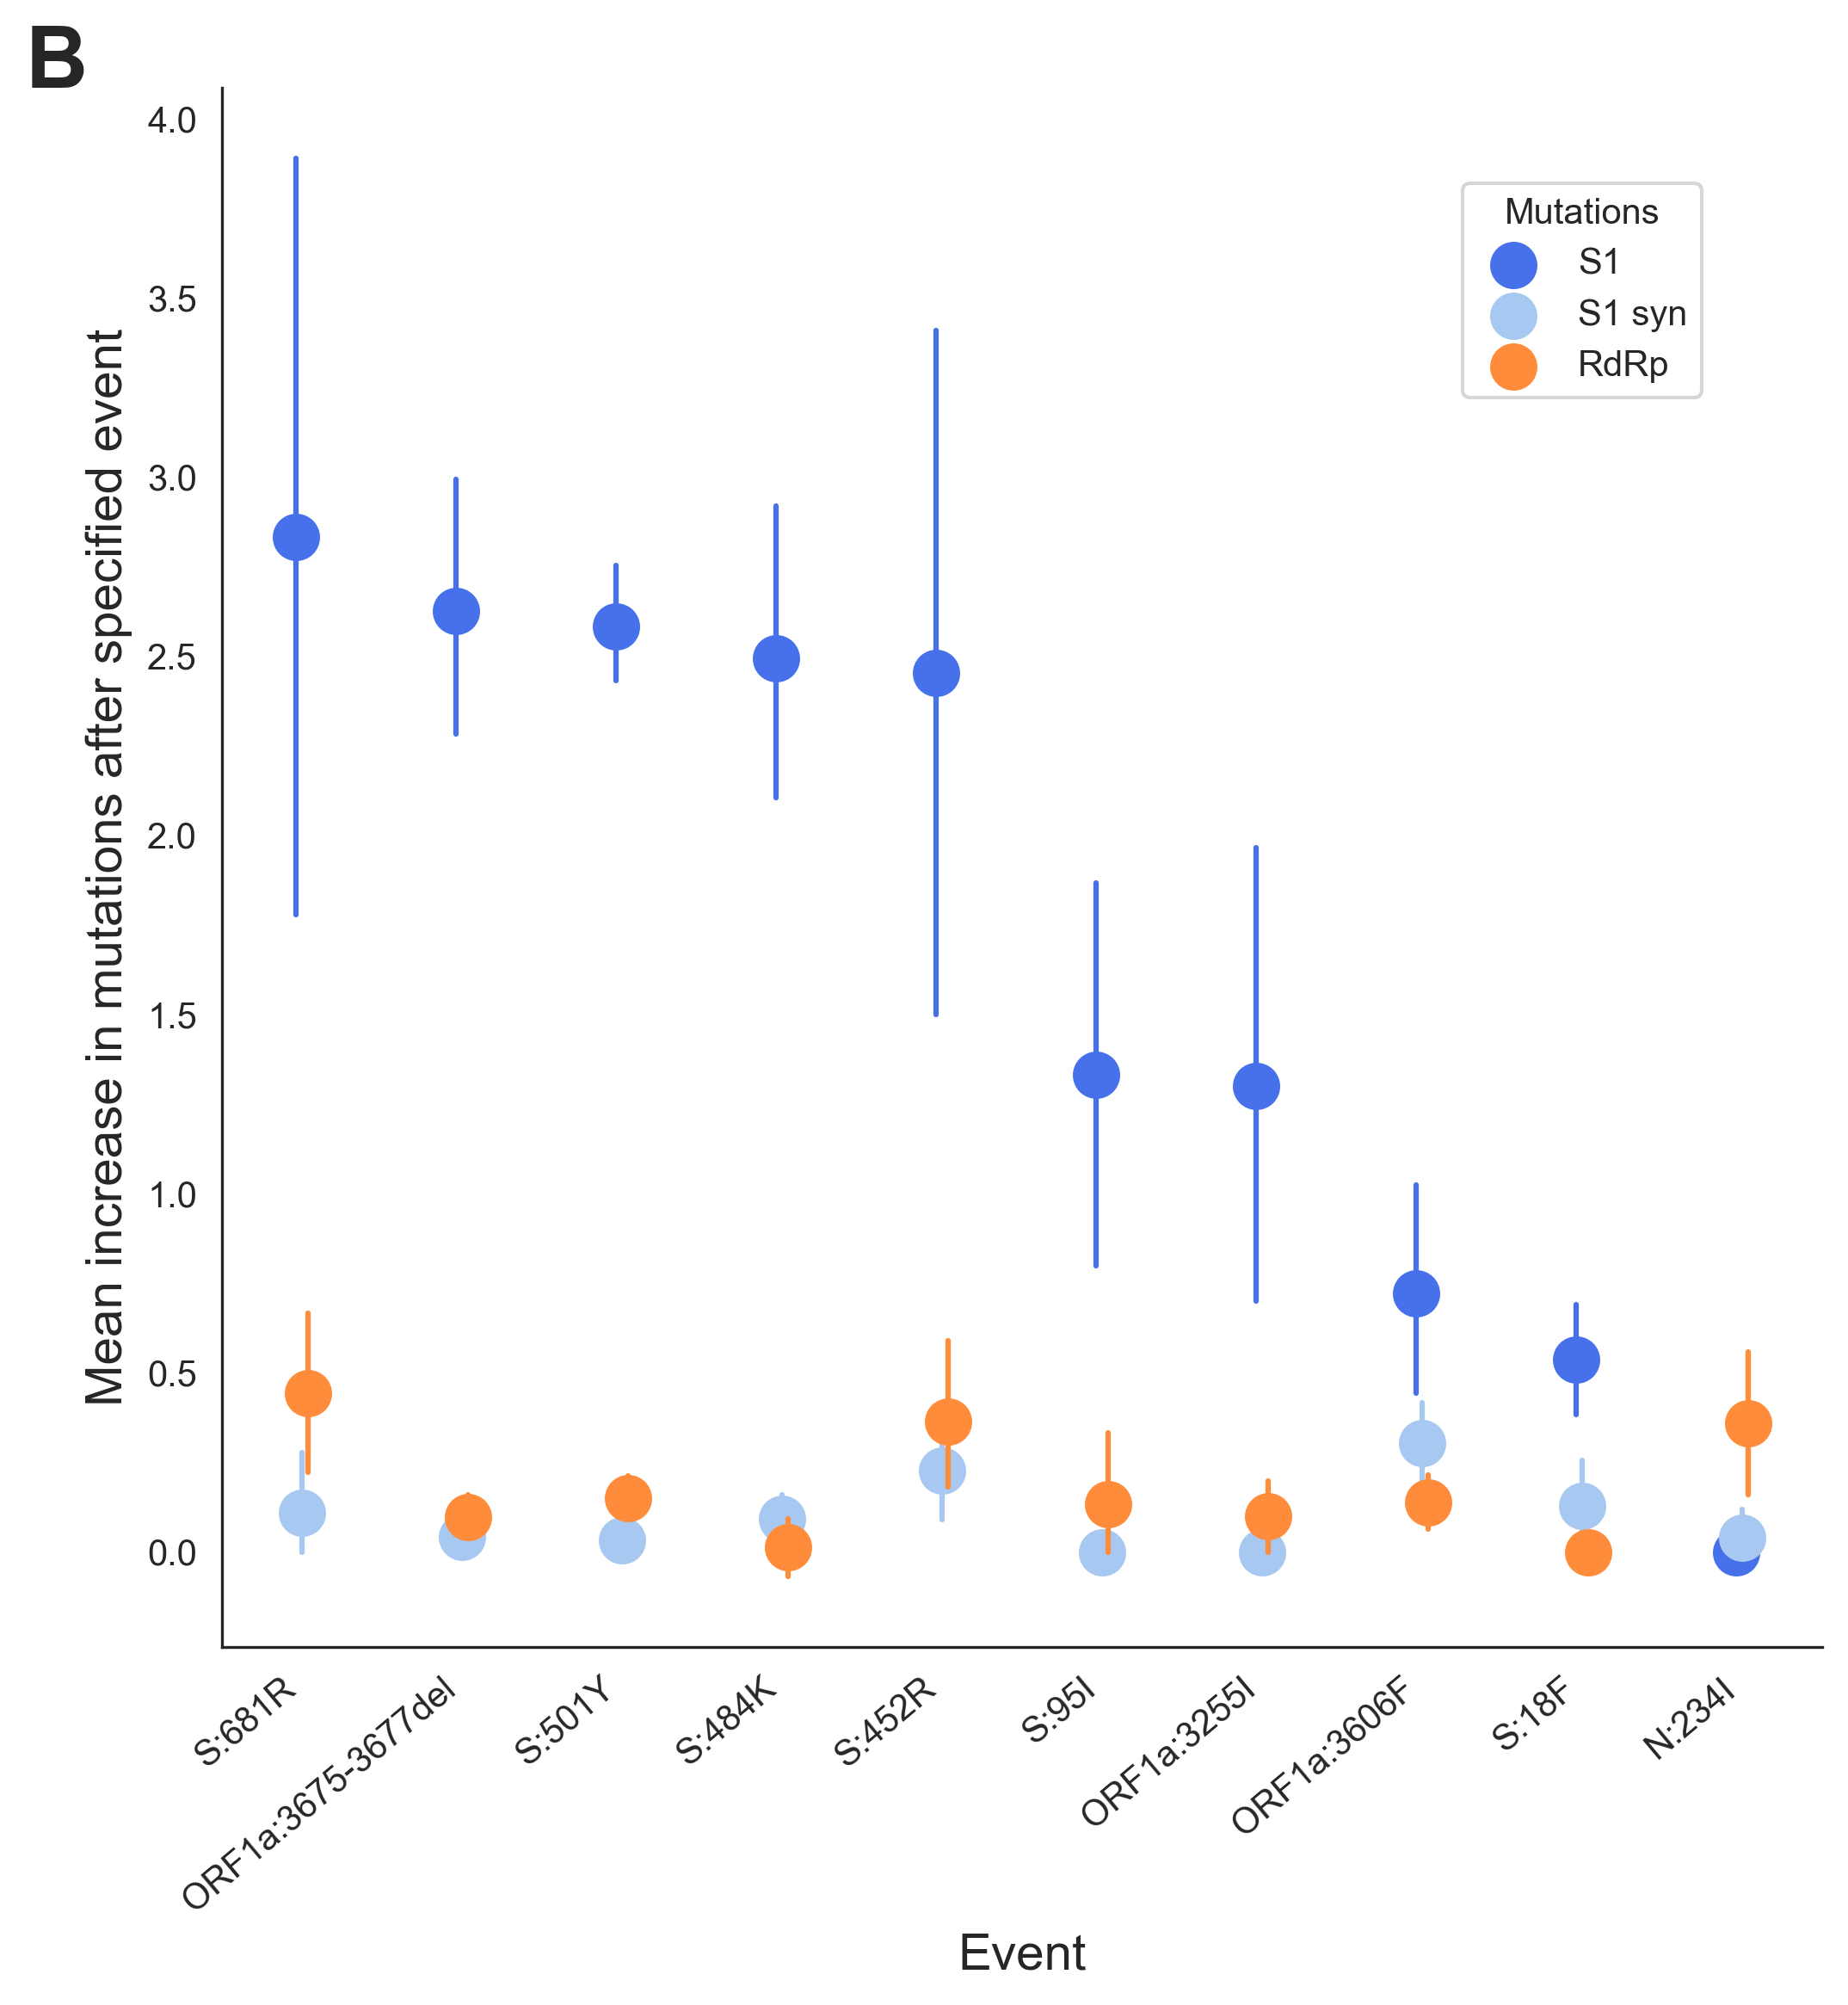 B
Mean increase in mutations after specified event
4.0
3.5
3.0
2.5
2.0
1.5
1.0
0.5
0.0
Mutations
S1
S1 syn
RdRp
S:681R
ORF1a:3675-3677del
S:501Y
S:484K
S:452R
S:95I
ORF1a:3255I
ORF1a:3606F
S:18F
N:234I
Event